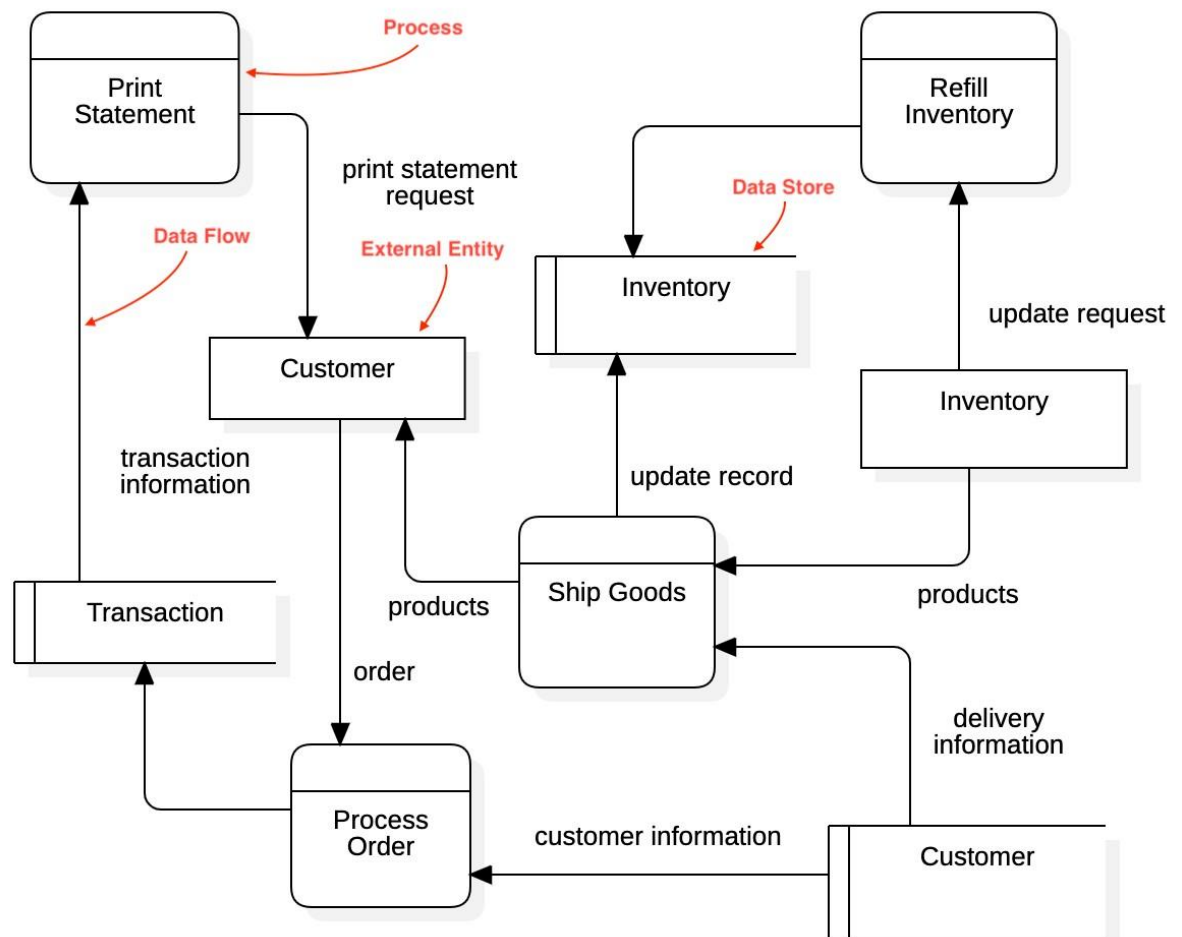 Process
Print
Statement
Refill
Inventory
print statement
request
Data Store
Data Flow
External Entity
Inventory
update request
Customer
Inventory
transaction
information
update record
Ship Goods
products
products
Transaction
order
delivery
information
Process
Order
customer information
Customer